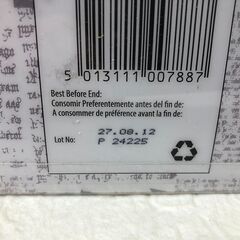 5 013111 007887
Best Before End:
Consomir Preferentemente antes del fin de:
A consommer de préférence avant la fin de:
27.08.12
Lot No: P 24225